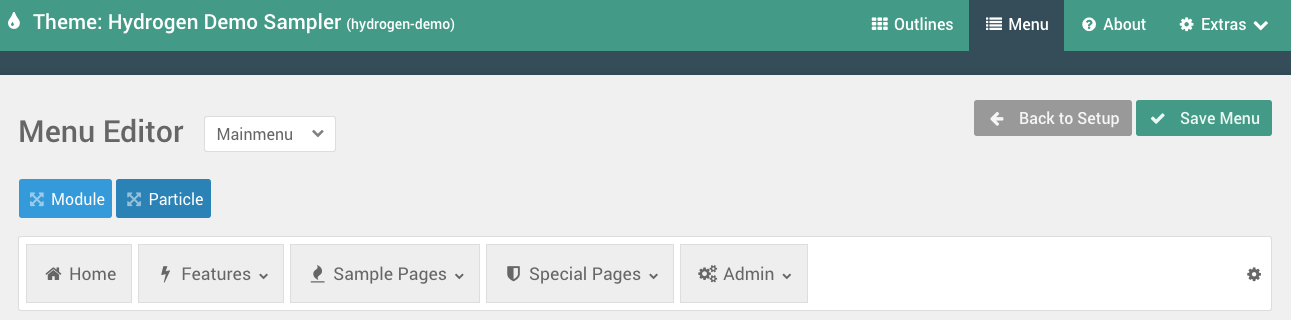 Theme: Hydrogen Demo Sampler (hydrogen-demo) Outlines Menu About Extras
Menu Editor Mainmenu Back to Setup Save Menu
Module Particle
Home Features Sample Pages Special Pages Admin